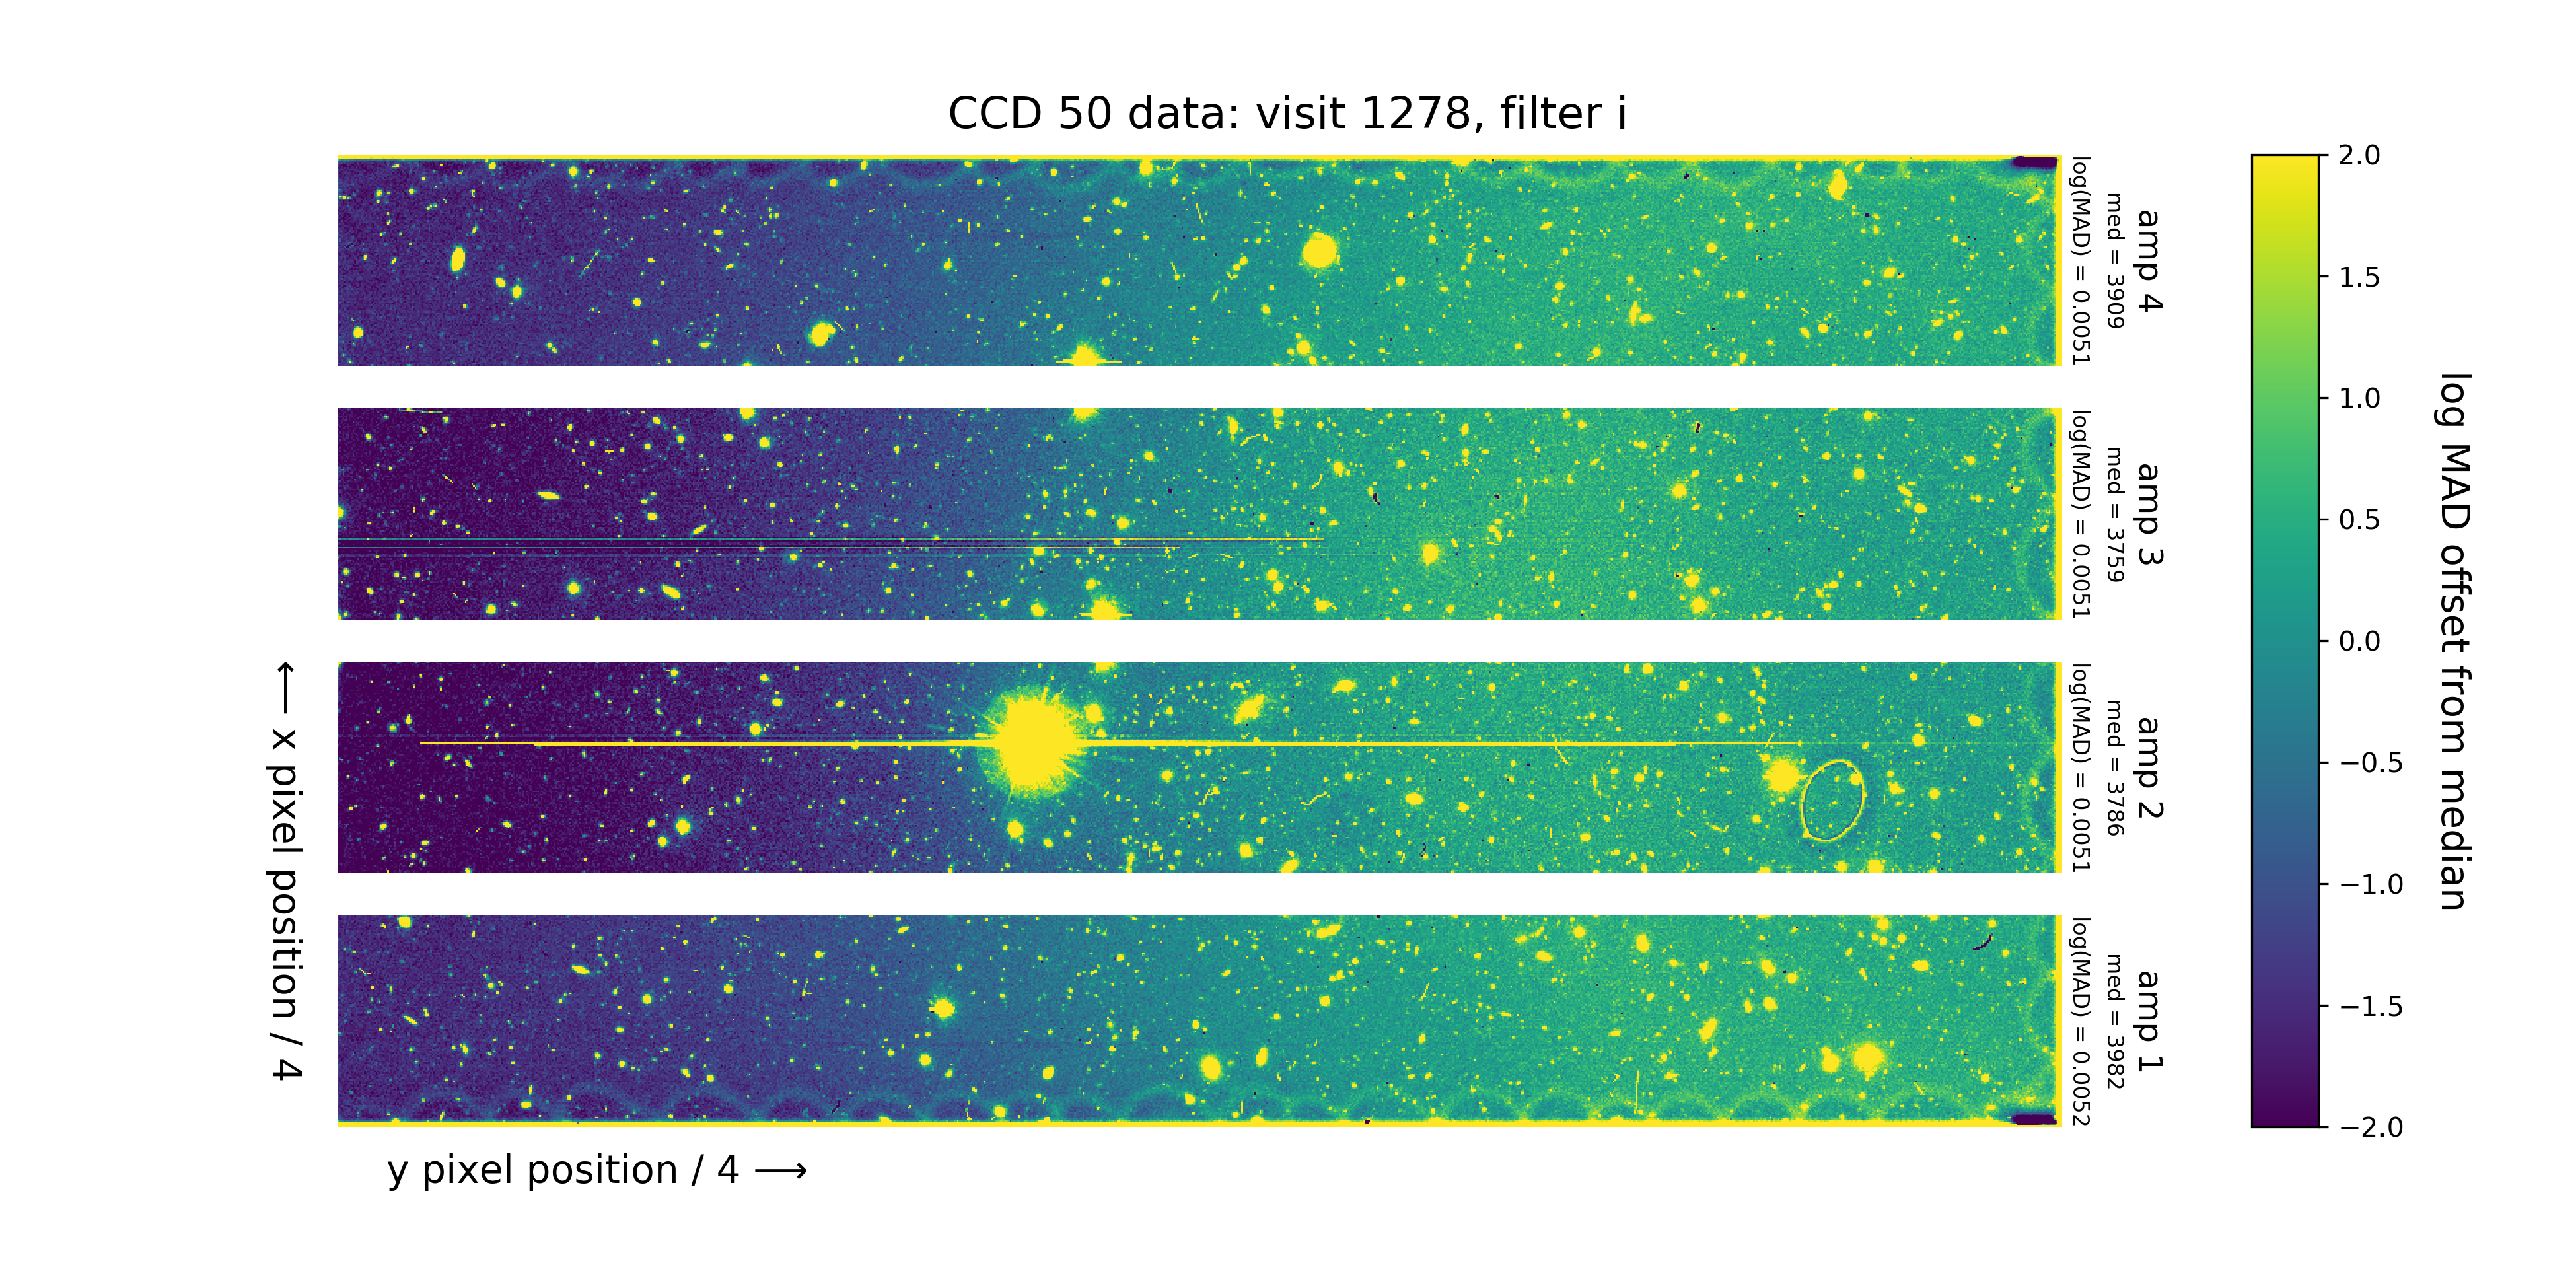 CCD 50 data: visit 1278, filter i
amp 4
med = 3909
log(MAD) = 0.0051
amp 3
med = 3759
log(MAD) = 0.0051
amp 2
med = 3786
log(MAD) = 0.0051
amp 1
med = 3982
log(MAD) = 0.0052
⟵ x pixel position / 4
y pixel position / 4 ⟶
2.0
1.5
1.0
0.5
0.0
−0.5
−1.0
−1.5
−2.0
log MAD offset from median